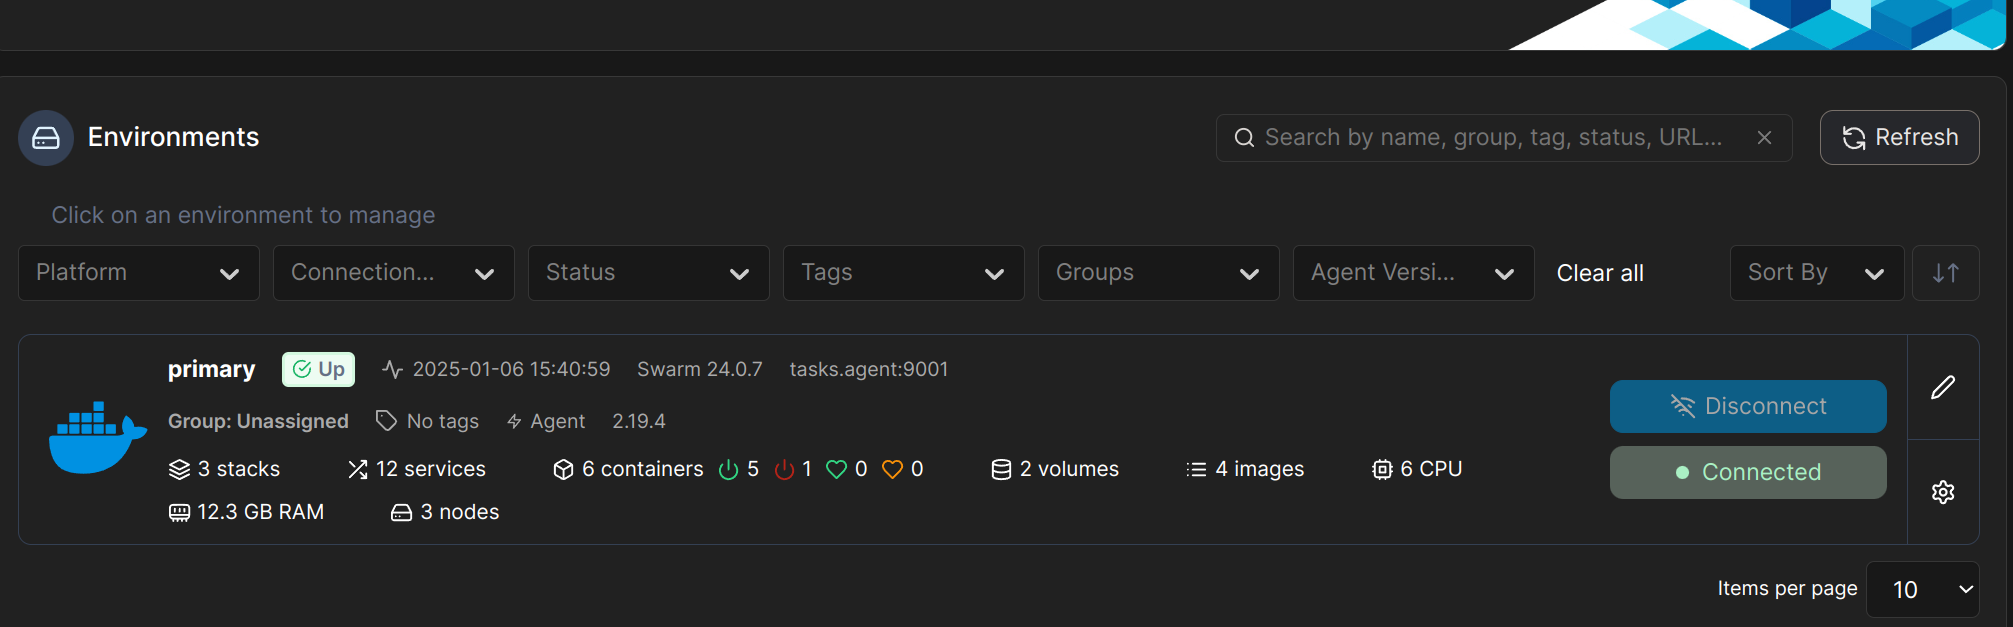 Environments
Search by name, group, tag, status, URL...
Refresh
Click on an environment to manage
Platform
Connection...
Status
Tags
Groups
Agent Versi...
Clear all
Sort By
primary Up 2025-01-06 15:40:59 Swarm 24.0.7 tasks.agent:9001
Group: Unassigned No tags Agent 2.19.4
3 stacks 12 services 6 containers 5 1 0 0 2 volumes 4 images 6 CPU
12.3 GB RAM 3 nodes
Disconnect
Connected
Items per page 10